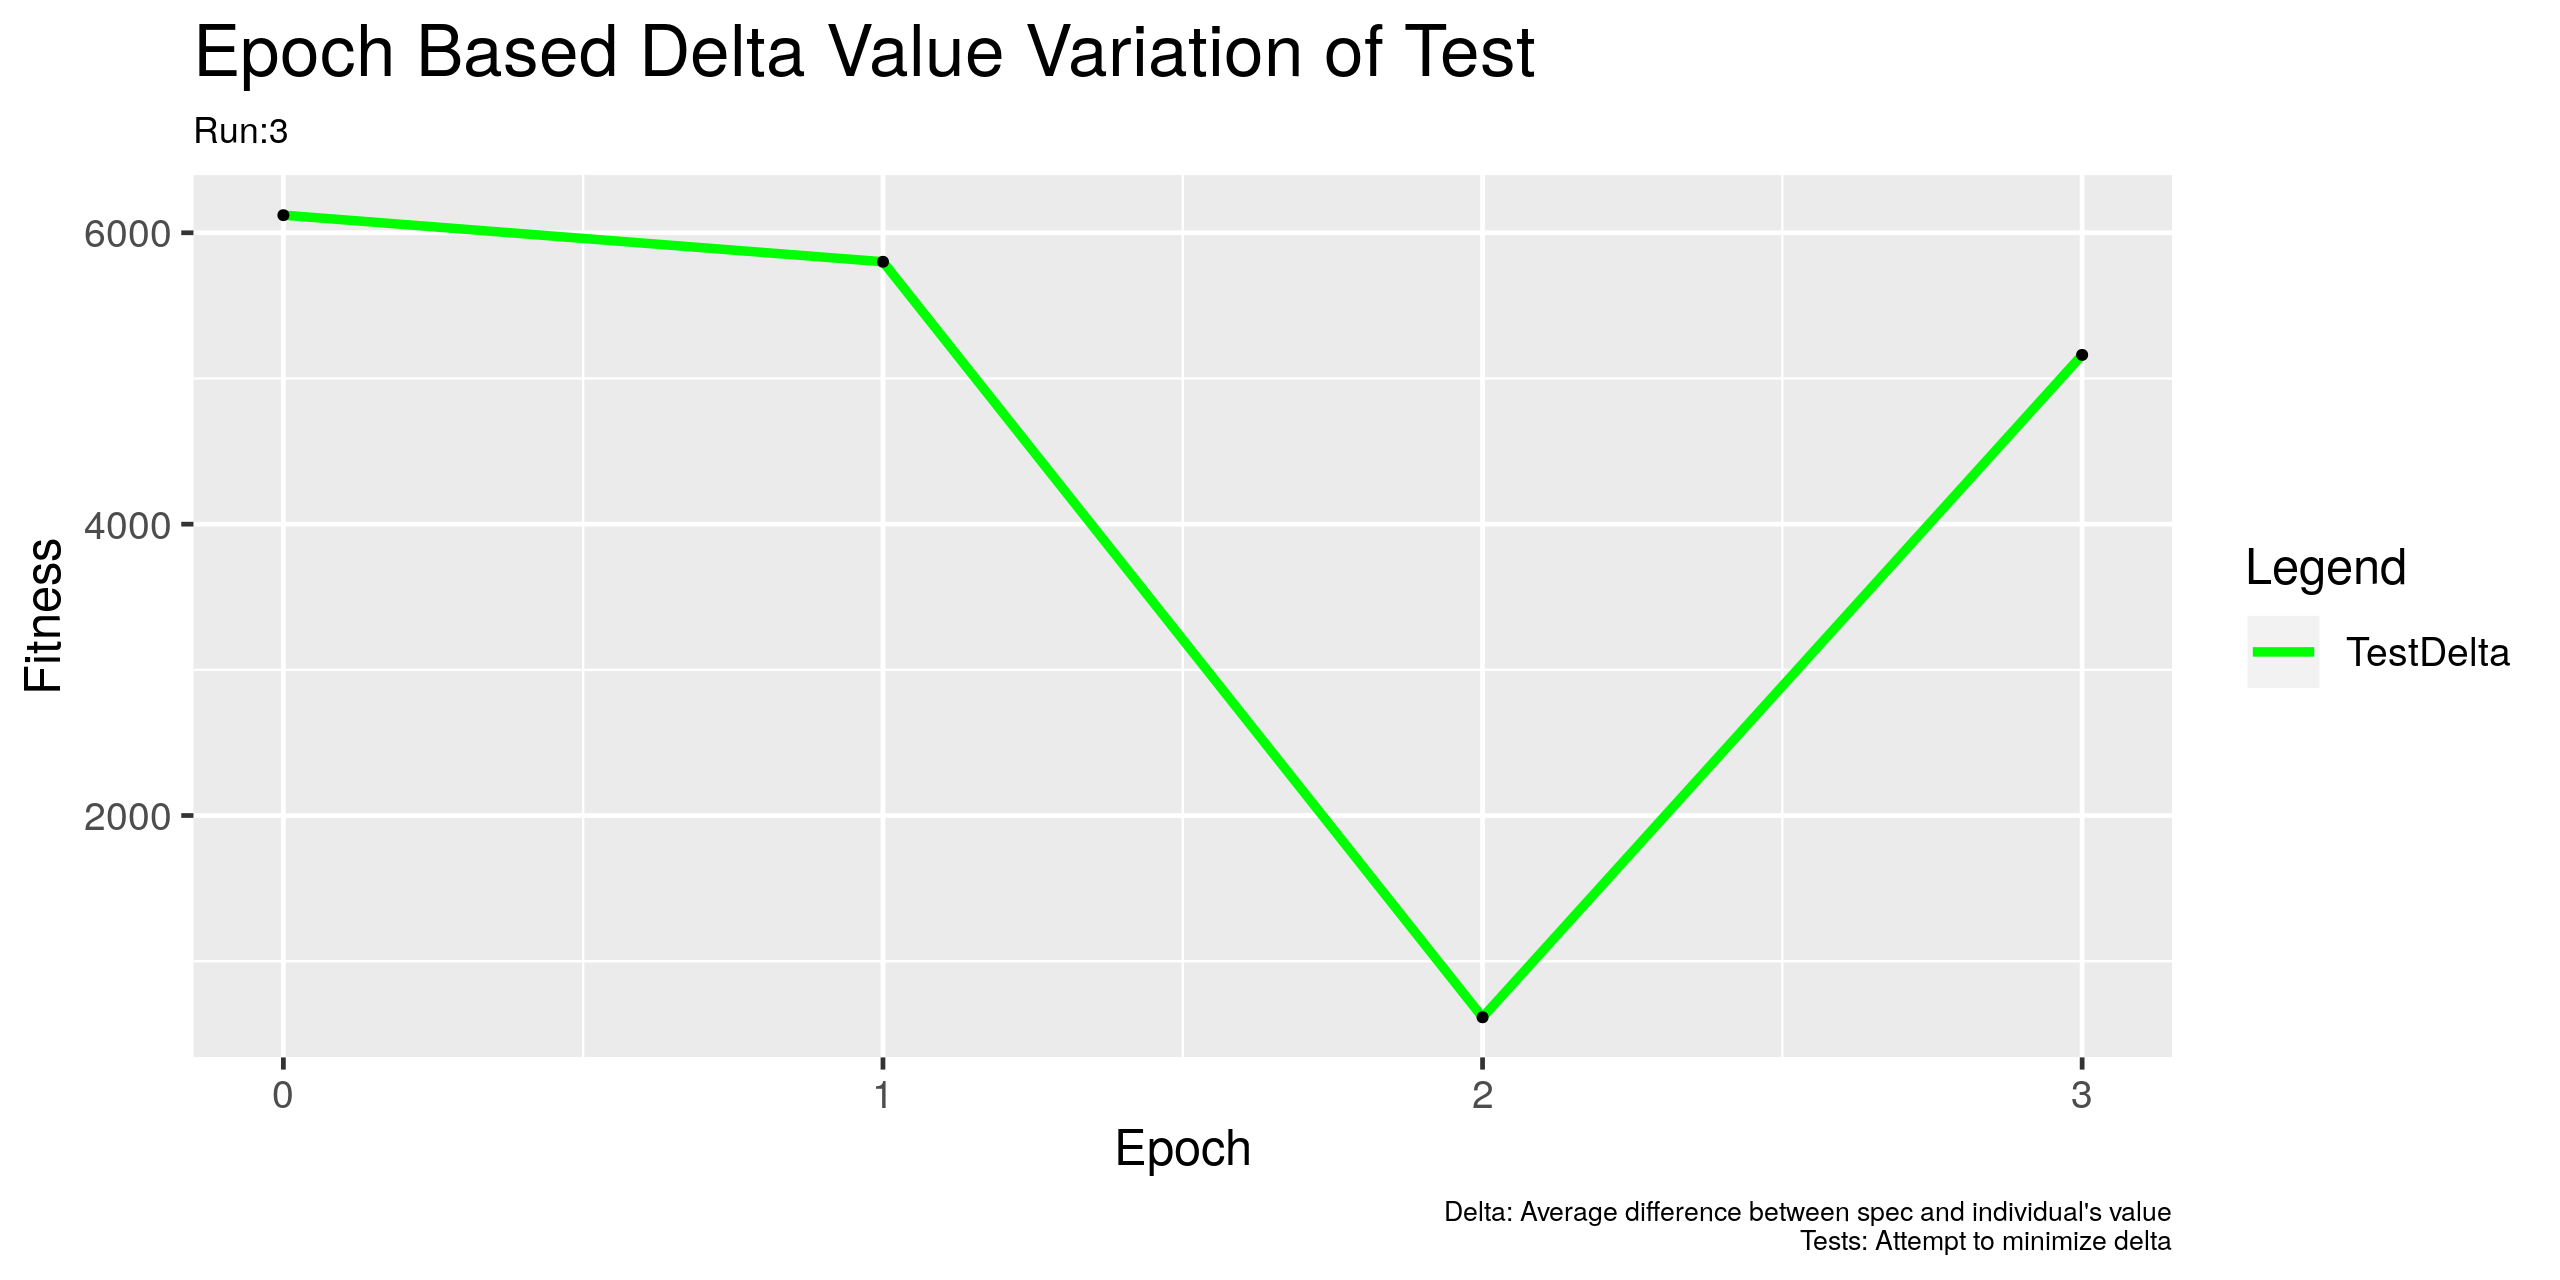 Epoch Based Delta Value Variation of Test
Run:3
Fitness
6000
4000
2000
0
1
2
3
Epoch
Legend
TestDelta
Delta: Average difference between spec and individual's value
Tests: Attempt to minimize delta